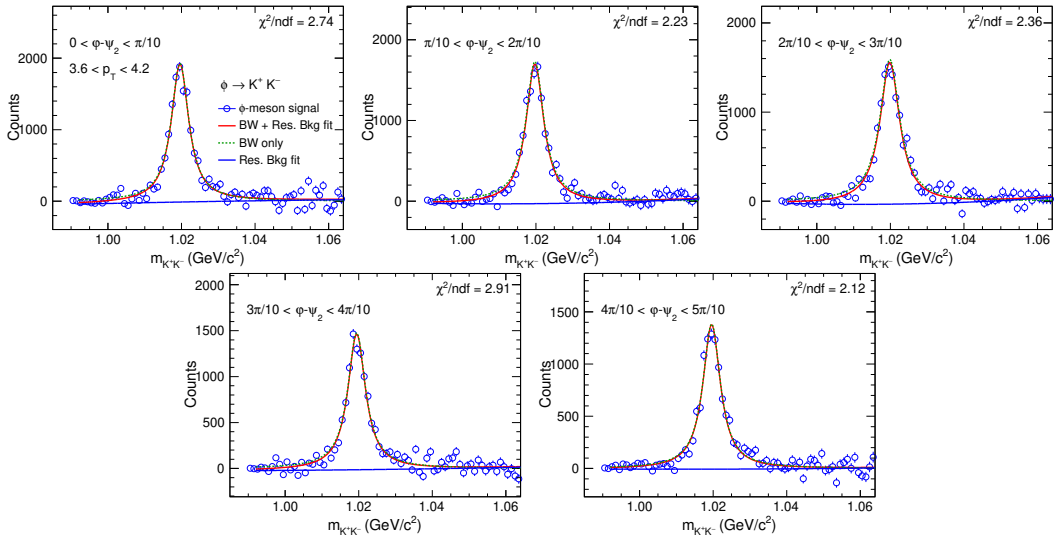 χ²/ndf = 2.74
0 < φ-ψ₂ < π/10
3.6 < p_T < 4.2
ϕ → K⁺ K⁻
ϕ-meson signal
BW + Res. Bkg fit
BW only
Res. Bkg fit
Counts
2000
1000
0
1.00
1.02
1.04
1.06
m_K⁺K⁻ (GeV/c²)
χ²/ndf = 2.23
π/10 < φ-ψ₂ < 2π/10
Counts
2000
1000
0
1.00
1.02
1.04
1.06
m_K⁺K⁻ (GeV/c²)
χ²/ndf = 2.36
2π/10 < φ-ψ₂ < 3π/10
Counts
2000
1500
1000
500
0
1.00
1.02
1.04
1.06
m_K⁺K⁻ (GeV/c²)
χ²/ndf = 2.91
3π/10 < φ-ψ₂ < 4π/10
Counts
2000
1500
1000
500
0
1.00
1.02
1.04
1.06
m_K⁺K⁻ (GeV/c²)
χ²/ndf = 2.12
4π/10 < φ-ψ₂ < 5π/10
Counts
1500
1000
500
0
1.00
1.02
1.04
1.06
m_K⁺K⁻ (GeV/c²)